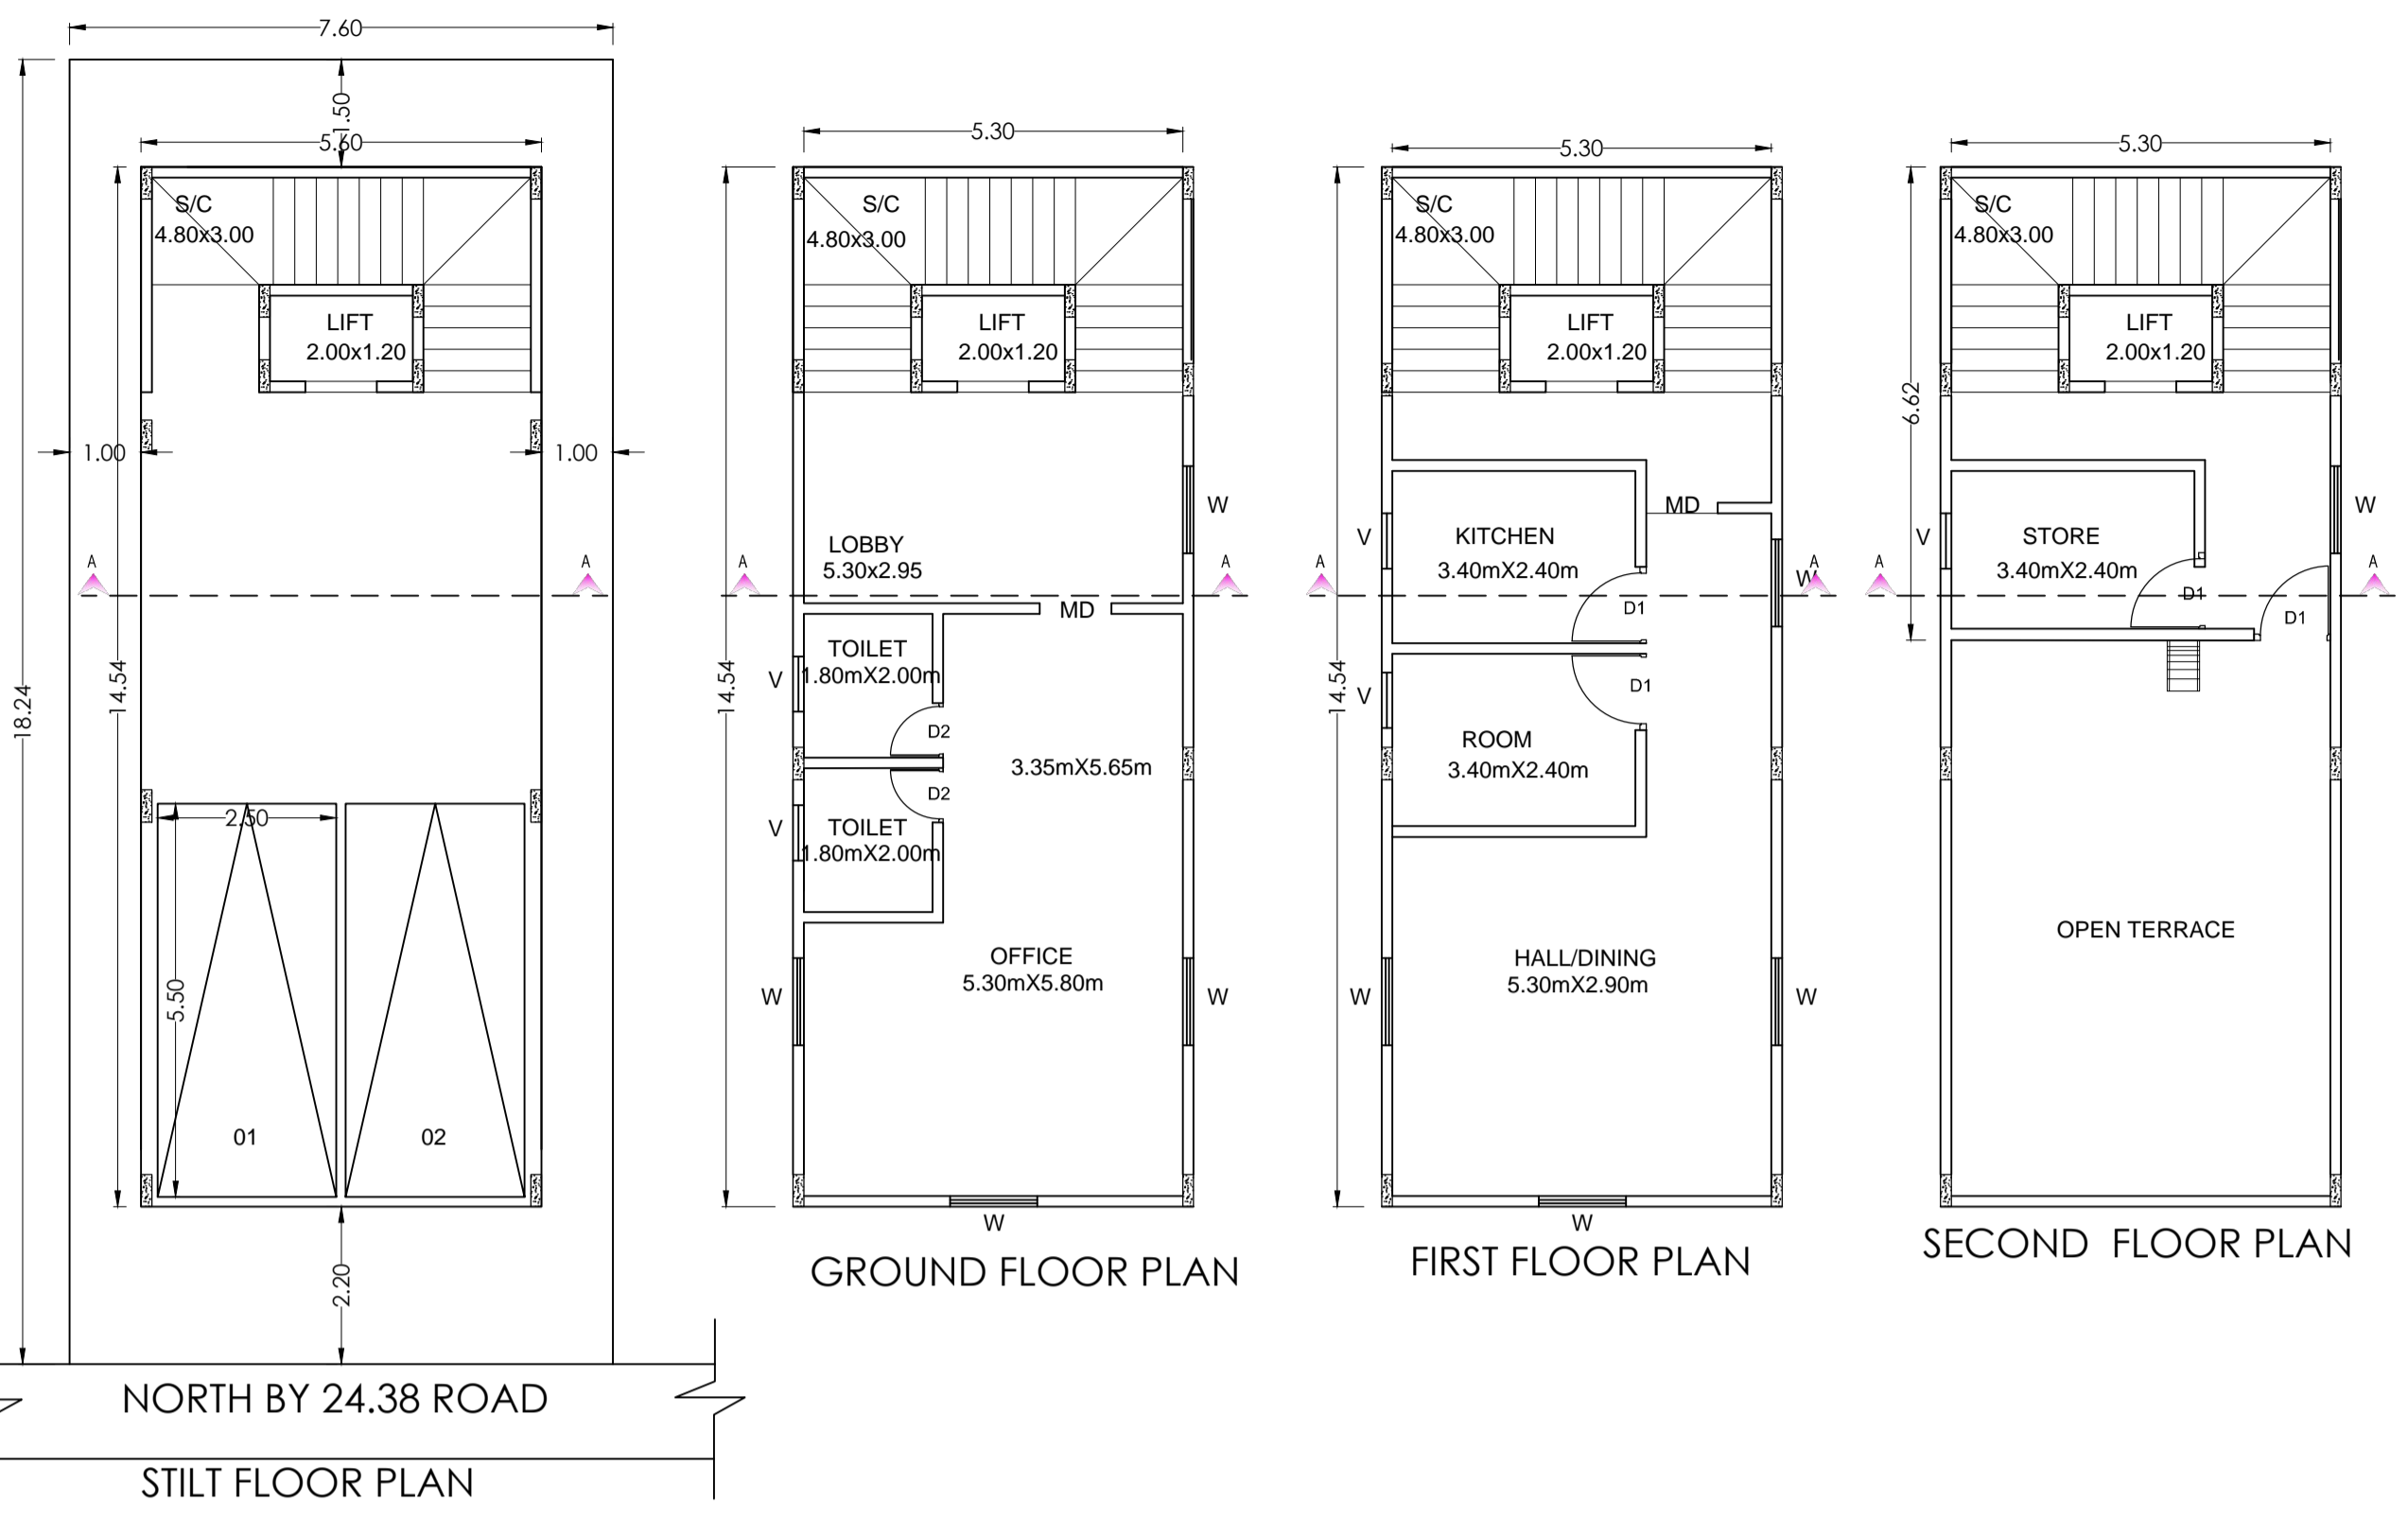 7.60
1.50
5.60
S/C
4.80x3.00
LIFT
2.00x1.20
1.00
1.00
A
A
14.54
18.24
2.50
5.50
01
02
2.20
NORTH BY 24.38 ROAD
STILT FLOOR PLAN
5.30
S/C
4.80x3.00
LIFT
2.00x1.20
W
LOBBY
5.30x2.95
A
A
MD
TOILET
1.80mX2.00m
V
14.54
D2
3.35mX5.65m
D2
V
TOILET
1.80mX2.00m
OFFICE
5.30mX5.80m
W
W
W
GROUND FLOOR PLAN
5.30
S/C
4.80x3.00
LIFT
2.00x1.20
MD
V
KITCHEN
3.40mX2.40m
A
W
A
D1
14.54
V
D1
ROOM
3.40mX2.40m
HALL/DINING
5.30mX2.90m
W
W
W
FIRST FLOOR PLAN
5.30
S/C
4.80x3.00
LIFT
2.00x1.20
6.62
W
V
STORE
3.40mX2.40m
A
A
D1
D1
OPEN TERRACE
SECOND FLOOR PLAN